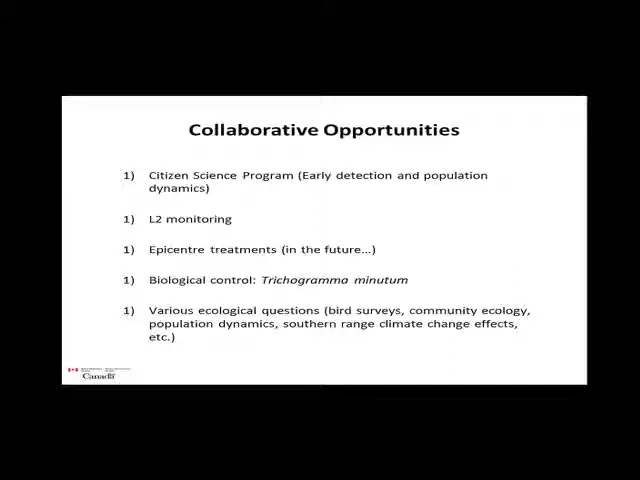 Collaborative Opportunities
1) Citizen Science Program (Early detection and population
dynamics)
1) L2 monitoring
1) Epicentre treatments (in the future...)
1) Biological control: Trichogramma minutum
1) Various ecological questions (bird surveys, community ecology,
population dynamics, southern range climate change effects,
etc.)
Canada